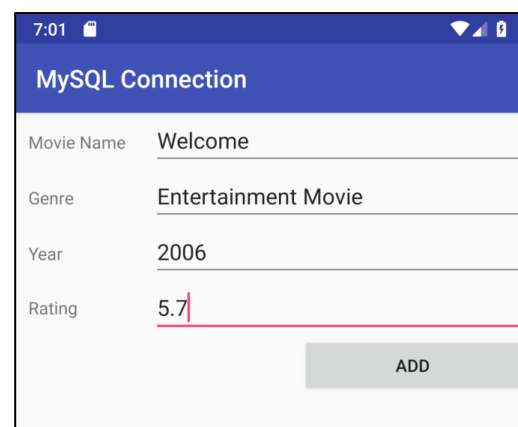 7:01
MySQL Connection
Movie Name Welcome
Genre Entertainment Movie
Year 2006
Rating 5.7
ADD